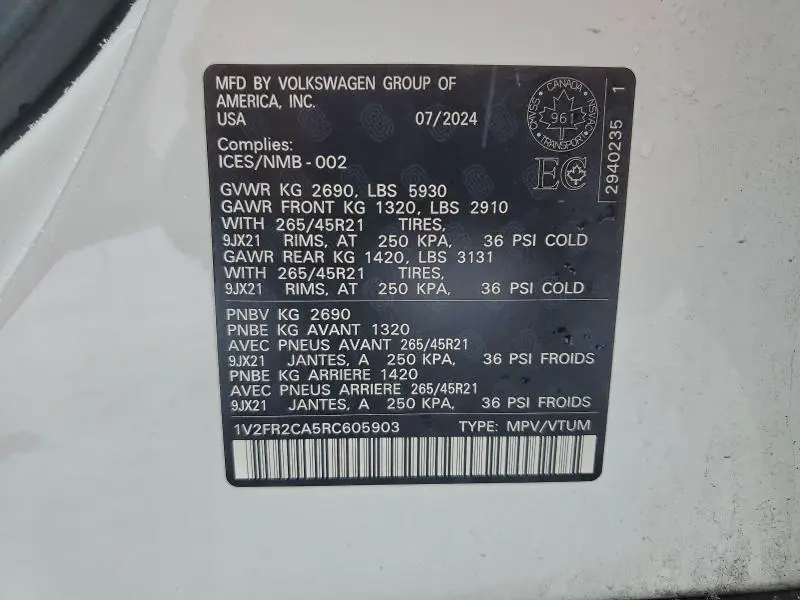 MFD BY VOLKSWAGEN GROUP OF
AMERICA, INC.
USA 07/2024
Complies:
ICES/NMB-002
CANADA
CMVSS
NSVAC
961
TRANSPORT
EC
2940235 1
GVWR KG 2690, LBS 5930
GAWR FRONT KG 1320, LBS 2910
WITH 265/45R21 TIRES,
9JX21 RIMS, AT 250 KPA, 36 PSI COLD
GAWR REAR KG 1420, LBS 3131
WITH 265/45R21 TIRES,
9JX21 RIMS, AT 250 KPA, 36 PSI COLD
PNBV KG 2690
PNBE KG AVANT 1320
AVEC PNEUS AVANT 265/45R21
9JX21 JANTES, A 250 KPA, 36 PSI FROIDS
PNBE KG ARRIERE 1420
AVEC PNEUS ARRIERE 265/45R21
9JX21 JANTES, A 250 KPA, 36 PSI FROIDS
1V2FR2CA5RC605903 TYPE: MPV/VTUM